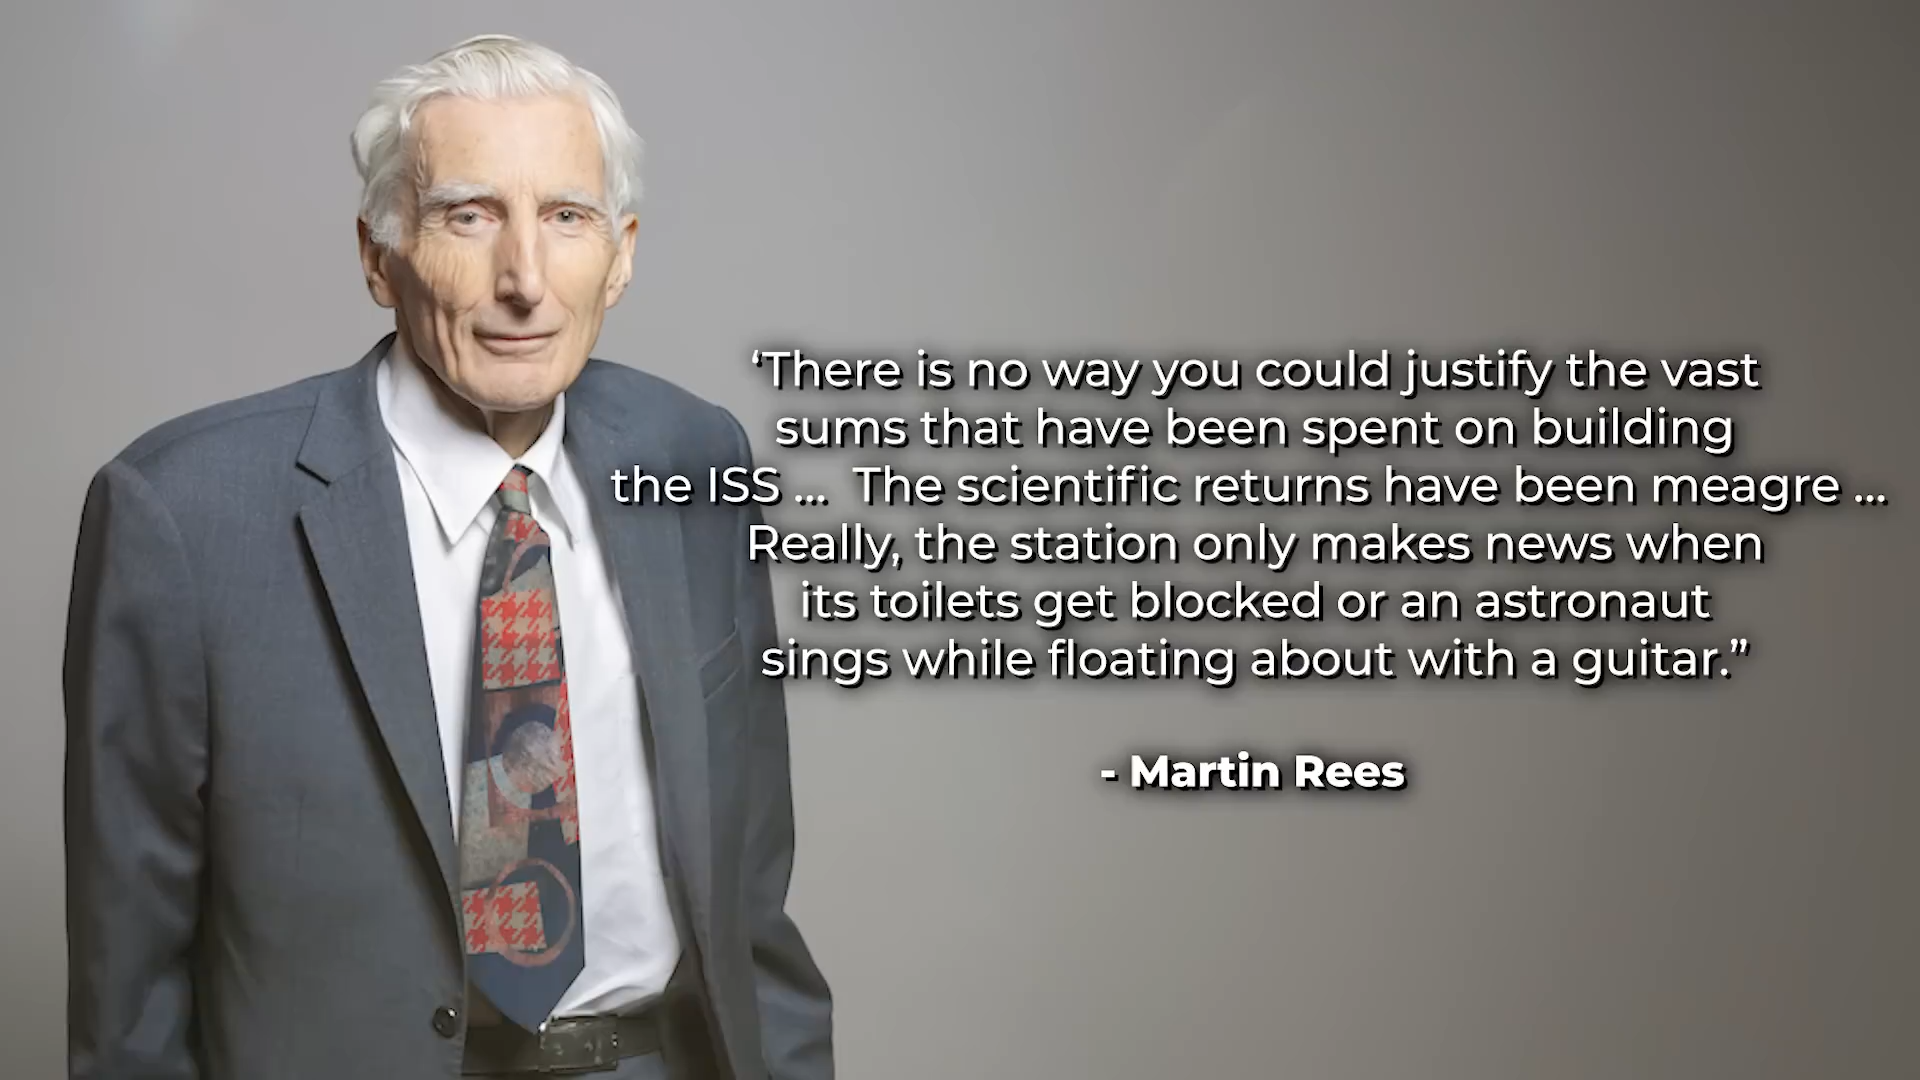 ‘There is no way you could justify the vast
sums that have been spent on building
the ISS ... The scientific returns have been meagre ...
Really, the station only makes news when
its toilets get blocked or an astronaut
sings while floating about with a guitar.”
- Martin Rees